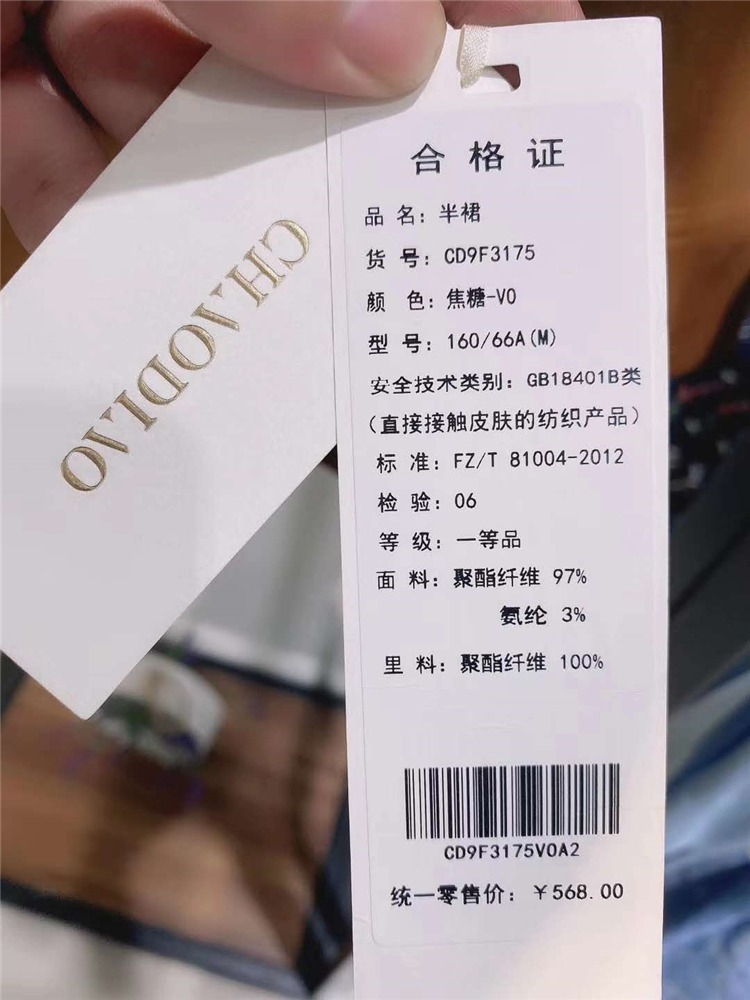 CHAODIAO
合格证
品 名：半裙
货 号：CD9F3175
颜 色：焦糖-V0
型 号：160/66A(M)
安全技术类别：GB18401B类
（直接接触皮肤的纺织产品）
标 准：FZ/T 81004-2012
检 验：06
等 级：一等品
面 料：聚酯纤维 97%
氨纶 3%
里 料：聚酯纤维 100%
CD9F3175V0A2
统一零售价：￥568.00